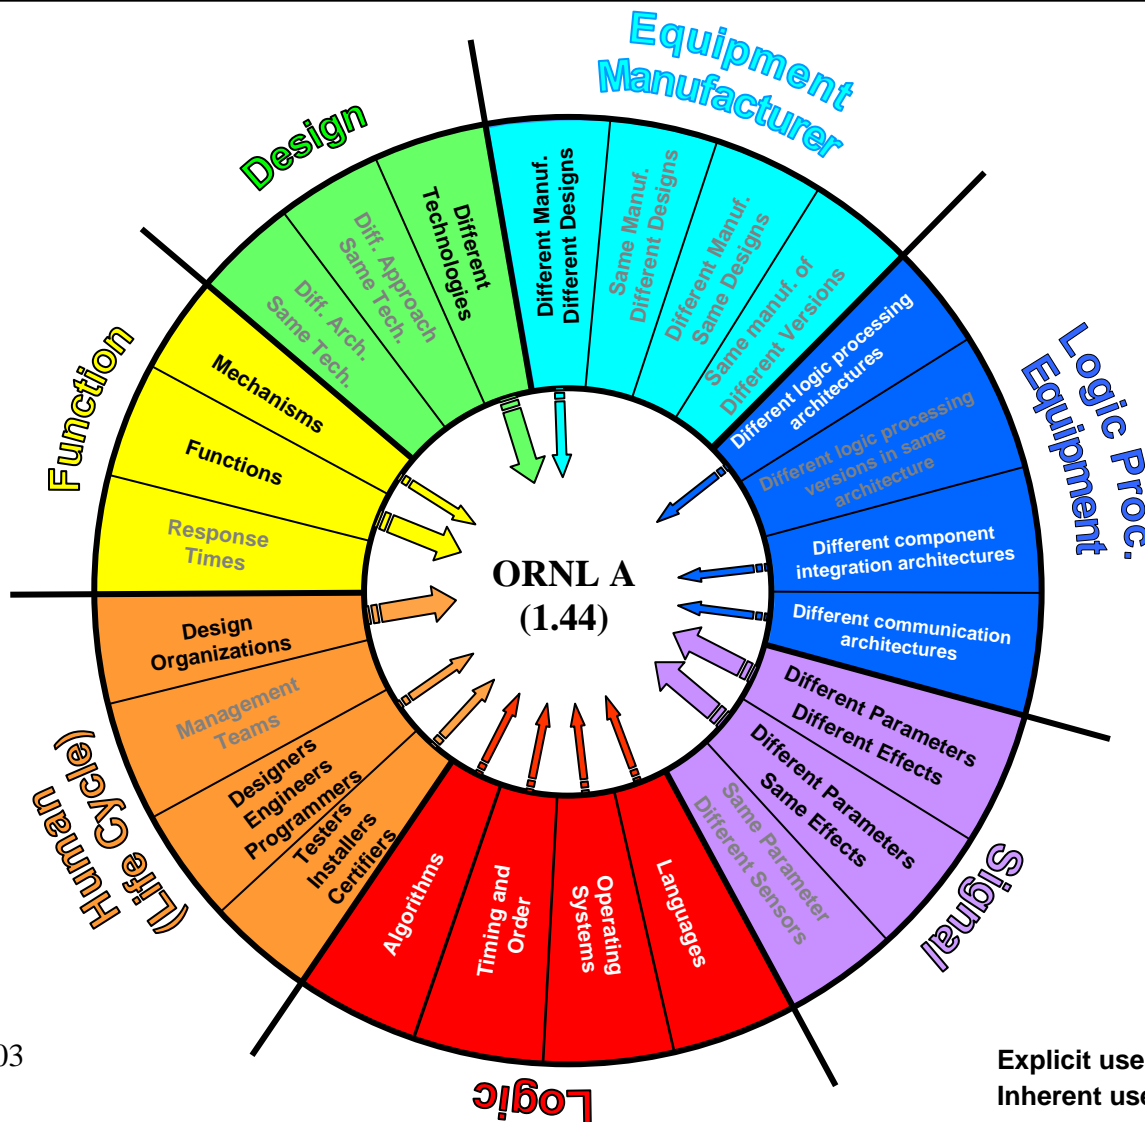 Equipment
Manufacturer
Design
Function
Human
(Life Cycle)
Logic
Signal
Logic Proc.
Equipment
Different Manuf.
Different Designs
Same Manuf.
Different Designs
Different Manuf.
Same Designs
Same manuf. of
Different Versions
Different logic processing
architectures
Different logic processing
versions in same
architecture
Different component
integration architectures
Different communication
architectures
Different Parameters
Different Effects
Different Parameters
Same Effects
Same Parameter
Different Sensors
Languages
Operating
Systems
Timing and
Order
Algorithms
Testers
Installers
Certifiers
Designers
Engineers
Programmers
Management
Teams
Design
Organizations
Response
Times
Functions
Mechanisms
Diff. Arch.
Same Tech.
Diff. Approach
Same Tech.
Different
Technologies
ORNL A
(1.44)
03
Explicit use
Inherent use